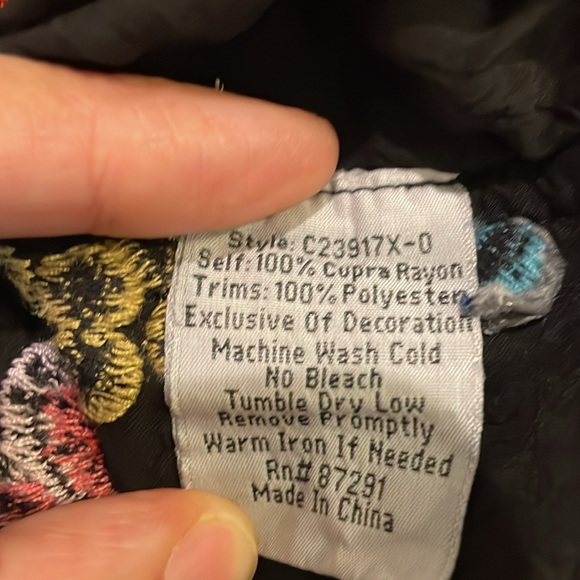 Style: C23917X-0
Self: 100% Cupra Rayon
Trims: 100% Polyester
Exclusive Of Decoration
Machine Wash Cold
No Bleach
Tumble Dry Low
Remove Promptly
Warm Iron If Needed
Rn# 87291
Made In China